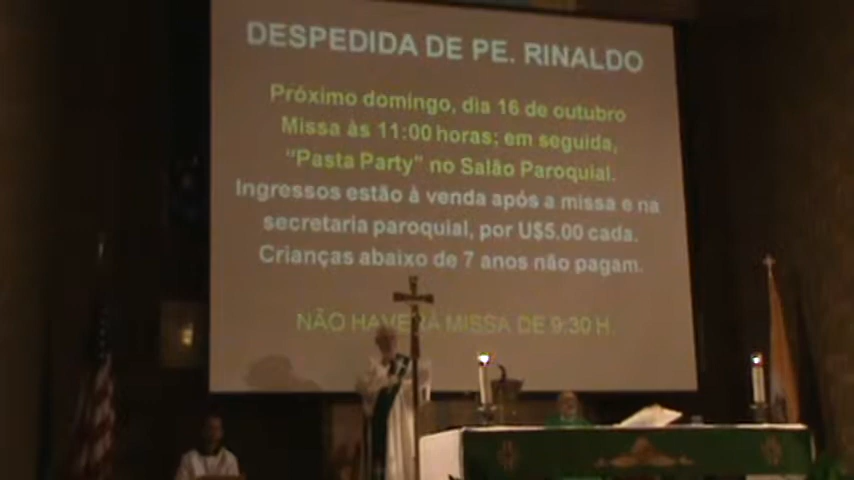 DESPEDIDA DE PE. RINALDO
Próximo domingo, dia 16 de outubro
Missa às 11:00 horas; em seguida,
"Pasta Party" no Salão Paroquial.
Ingressos estão à venda após a missa e na
secretaria paroquial, por U$5.00 cada.
Crianças abaixo de 7 anos não pagam.
NÃO HAVERÁ MISSA DE 9:30 H.